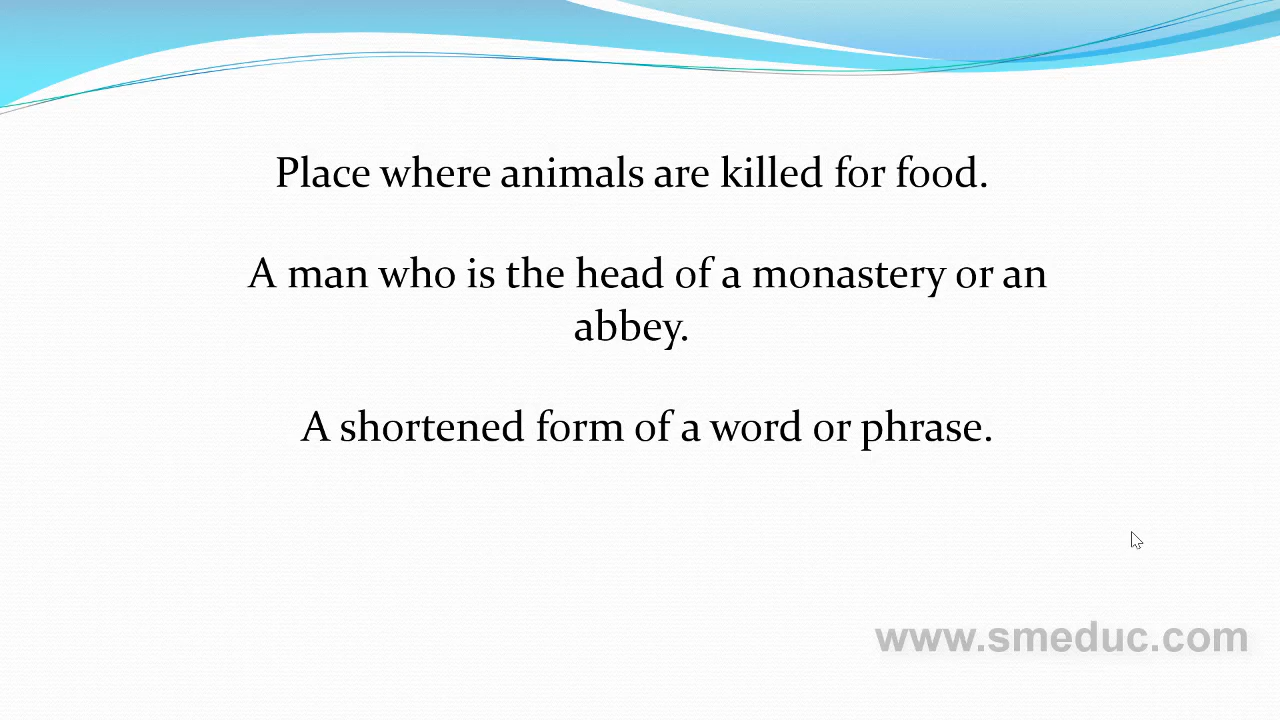 Place where animals are killed for food.
A man who is the head of a monastery or an
abbey.
A shortened form of a word or phrase.
www.smeduc.com